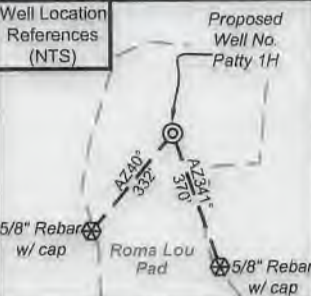 Well Location
References
(NTS)
Proposed
Well No.
Patty 1H
AZ40°
332'
AZ341°
370'
5/8" Rebar
w/ cap
Roma Lou
Pad
5/8" Rebar
w/ cap